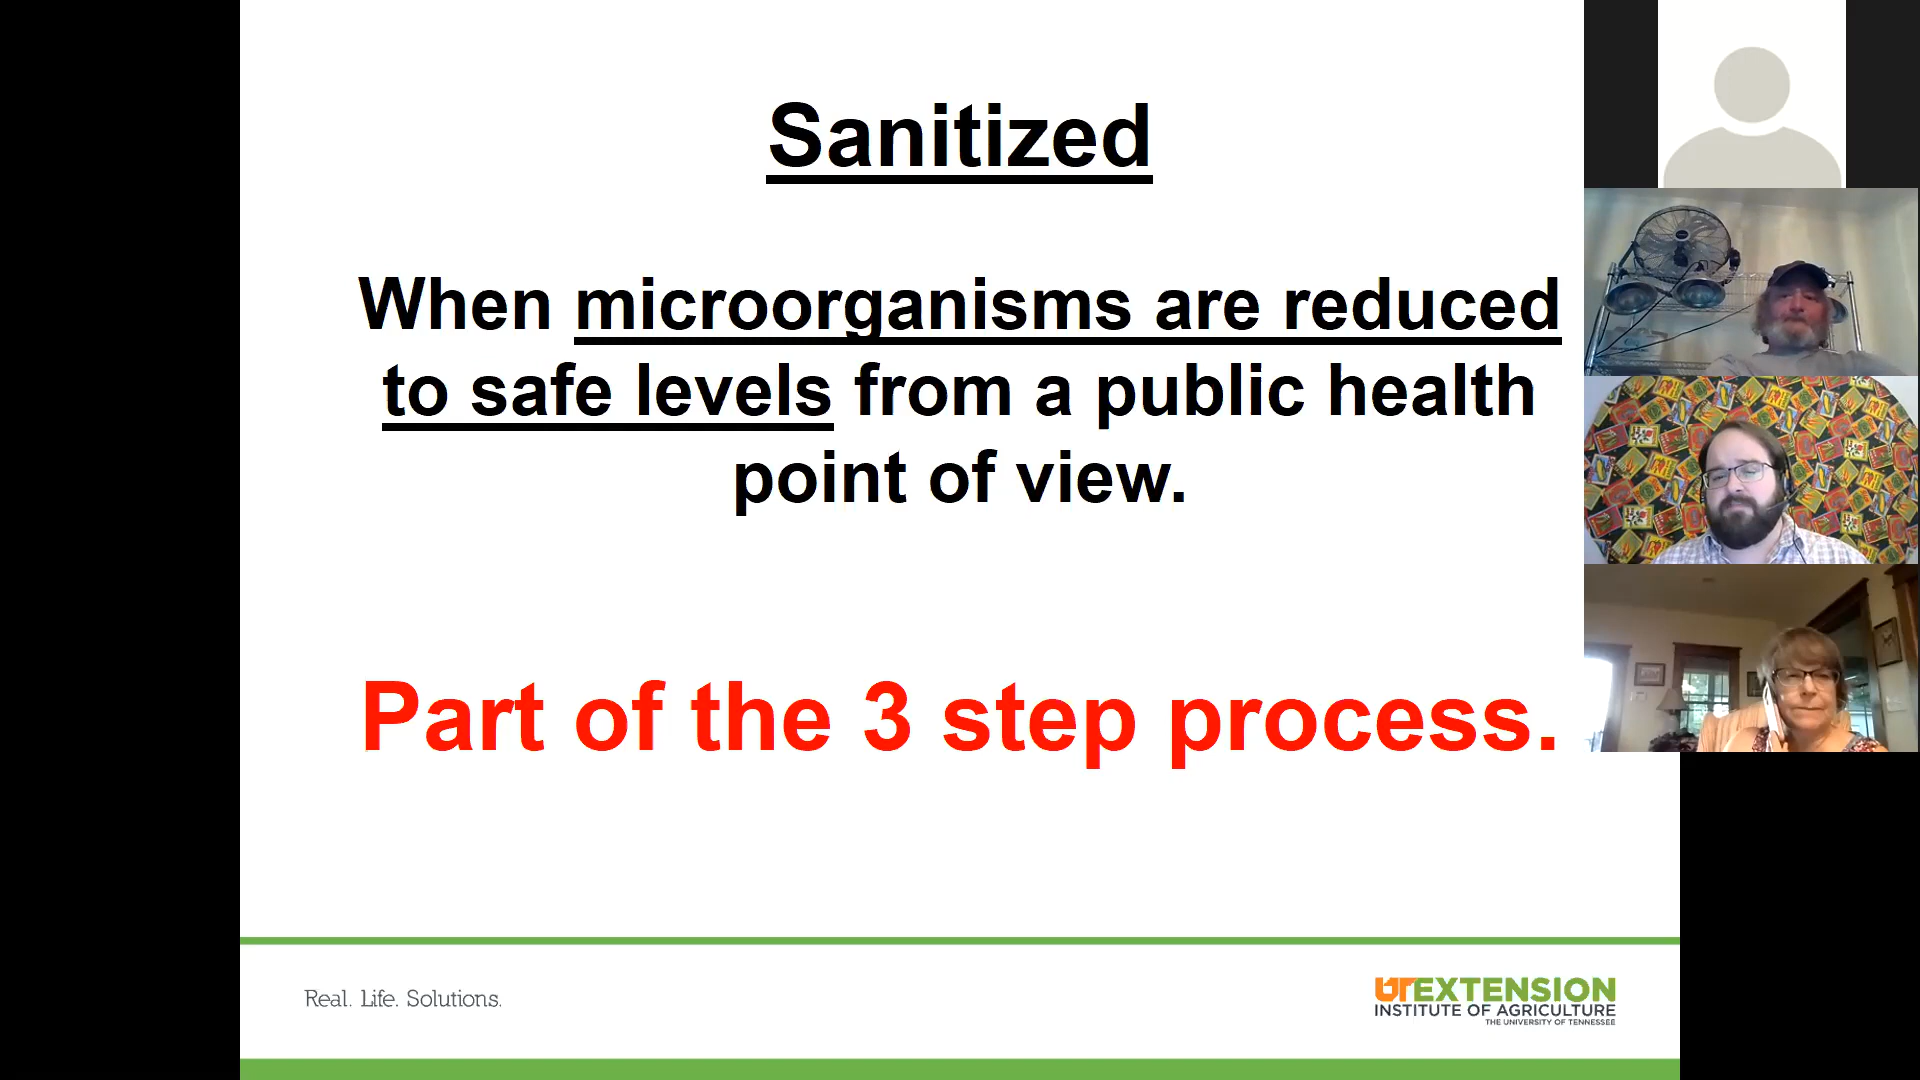 Sanitized
When microorganisms are reduced
to safe levels from a public health
point of view.
Part of the 3 step process.
Real. Life. Solutions.
UTEXTENSION
INSTITUTE OF AGRICULTURE
THE UNIVERSITY OF TENNESSEE